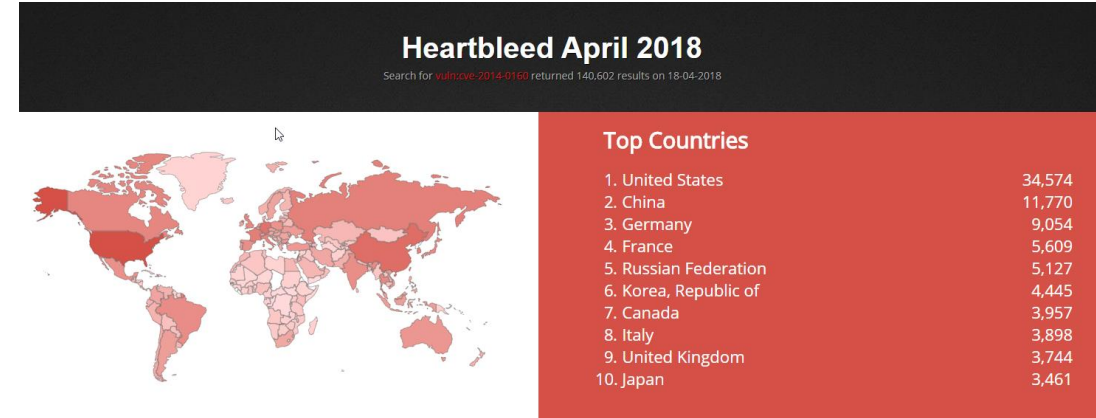 Heartbleed April 2018
Search for vuln:cve-2014-0160 returned 140,602 results on 18-04-2018
Top Countries
1. United States 34,574
2. China 11,770
3. Germany 9,054
4. France 5,609
5. Russian Federation 5,127
6. Korea, Republic of 4,445
7. Canada 3,957
8. Italy 3,898
9. United Kingdom 3,744
10. Japan 3,461